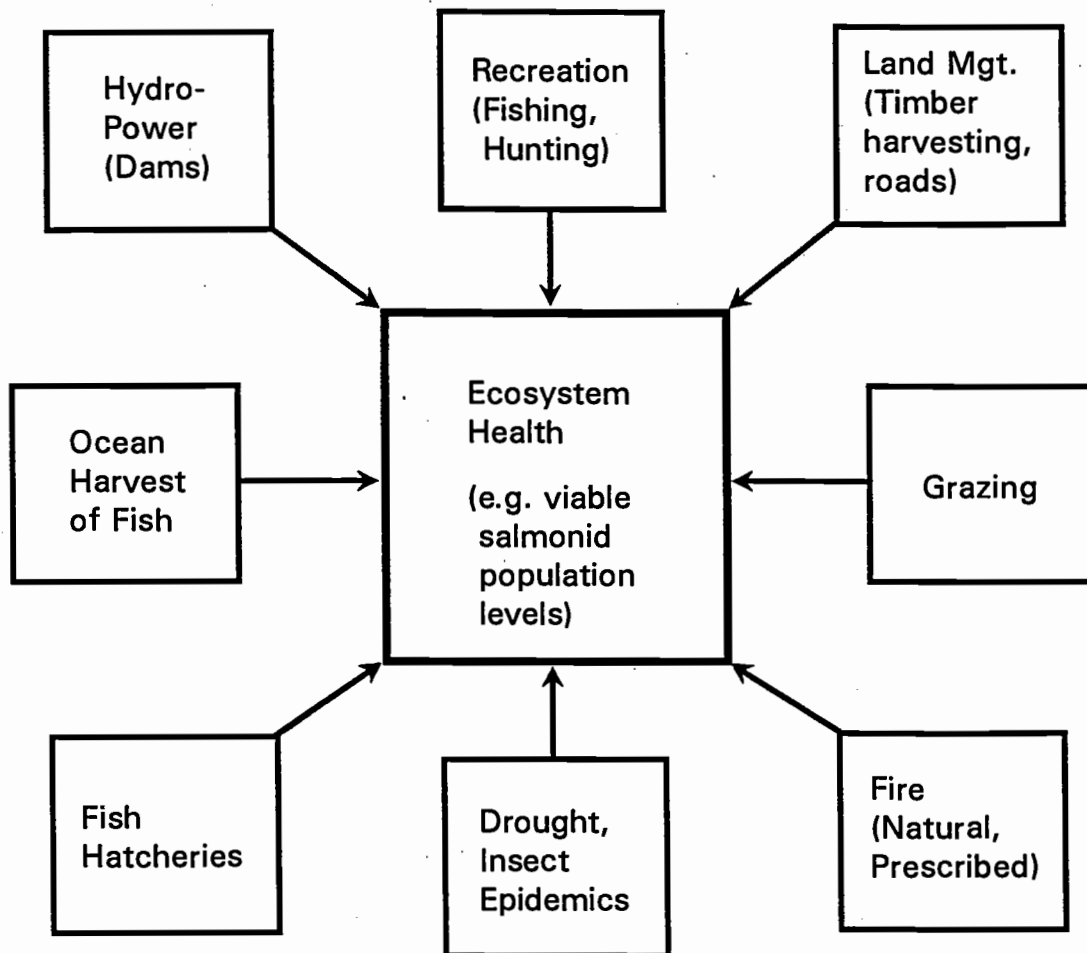 Hydro-
Power
(Dams)
Recreation
(Fishing,
Hunting)
Land Mgt.
(Timber
harvesting,
roads)
Ocean
Harvest
of Fish
Ecosystem
Health
(e.g. viable
salmonid
population
levels)
Grazing
Fish
Hatcheries
Drought,
Insect
Epidemics
Fire
(Natural,
Prescribed)